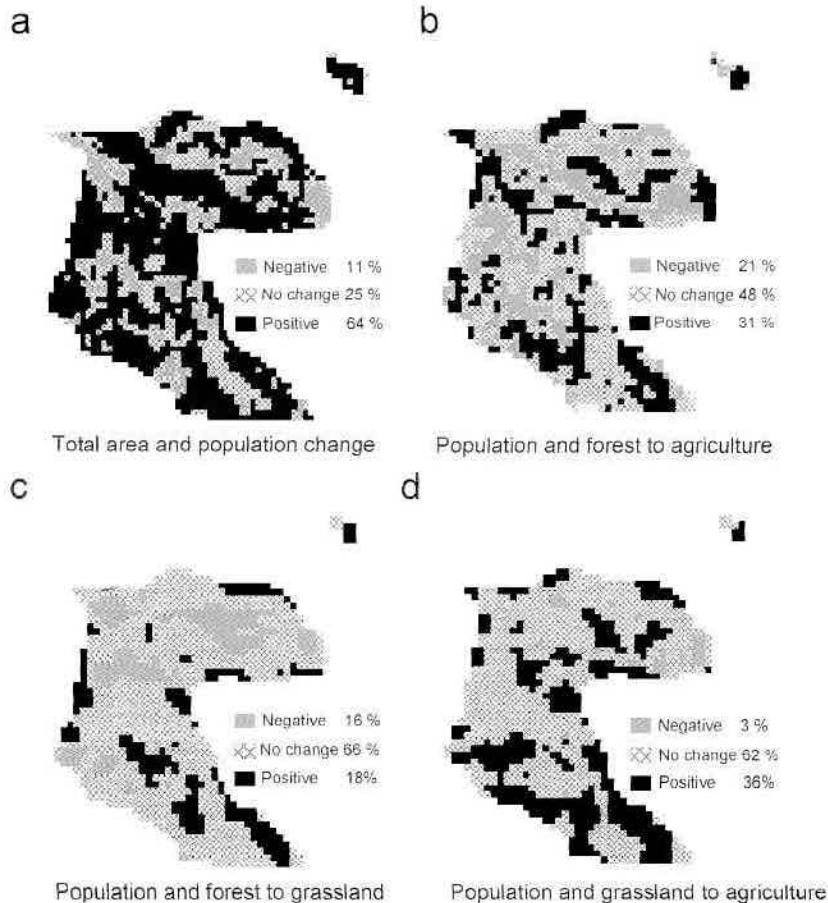 a
b
Negative 11 %
No change 25 %
Positive 64 %
Negative 21 %
No change 48 %
Positive 31 %
Total area and population change
Population and forest to agriculture
c
d
Negative 16 %
No change 66 %
Positive 18%
Negative 3 %
No change 62 %
Positive 36%
Population and forest to grassland
Population and grassland to agriculture